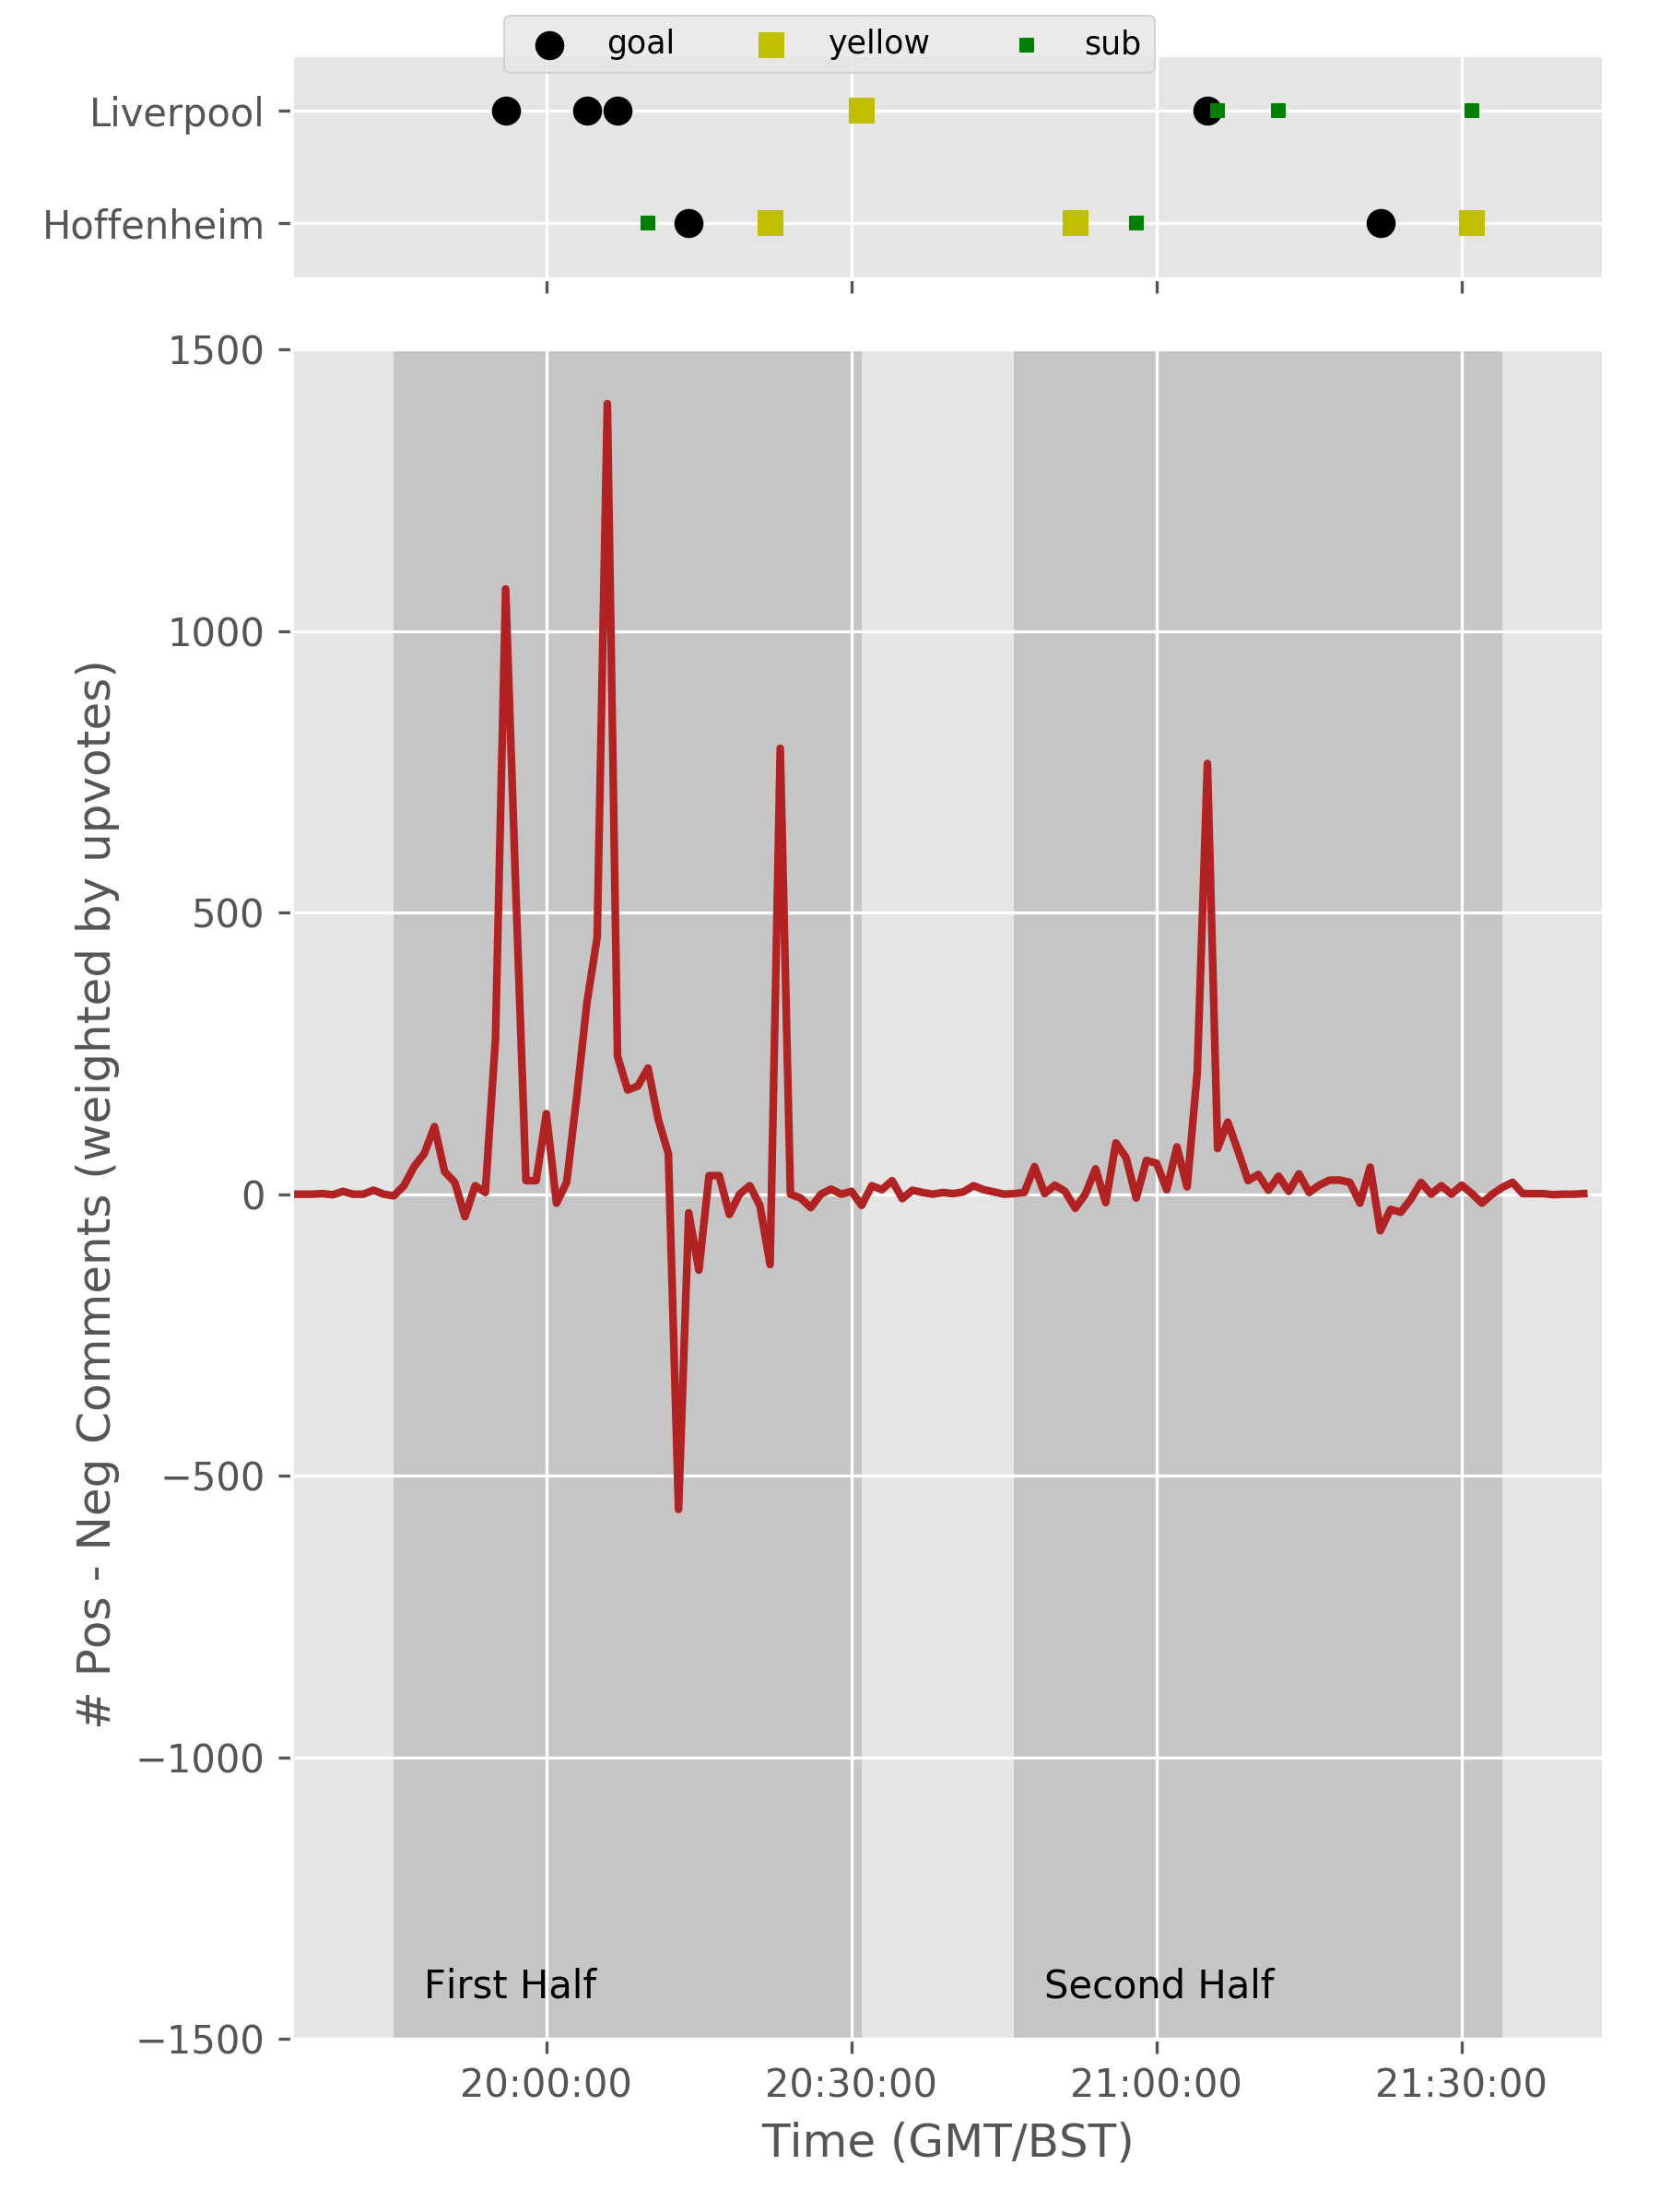 goal yellow sub
Liverpool
Hoffenheim
1500
1000
500
0
−500
−1000
−1500
# Pos - Neg Comments (weighted by upvotes)
First Half
Second Half
20:00:00 20:30:00 21:00:00 21:30:00
Time (GMT/BST)